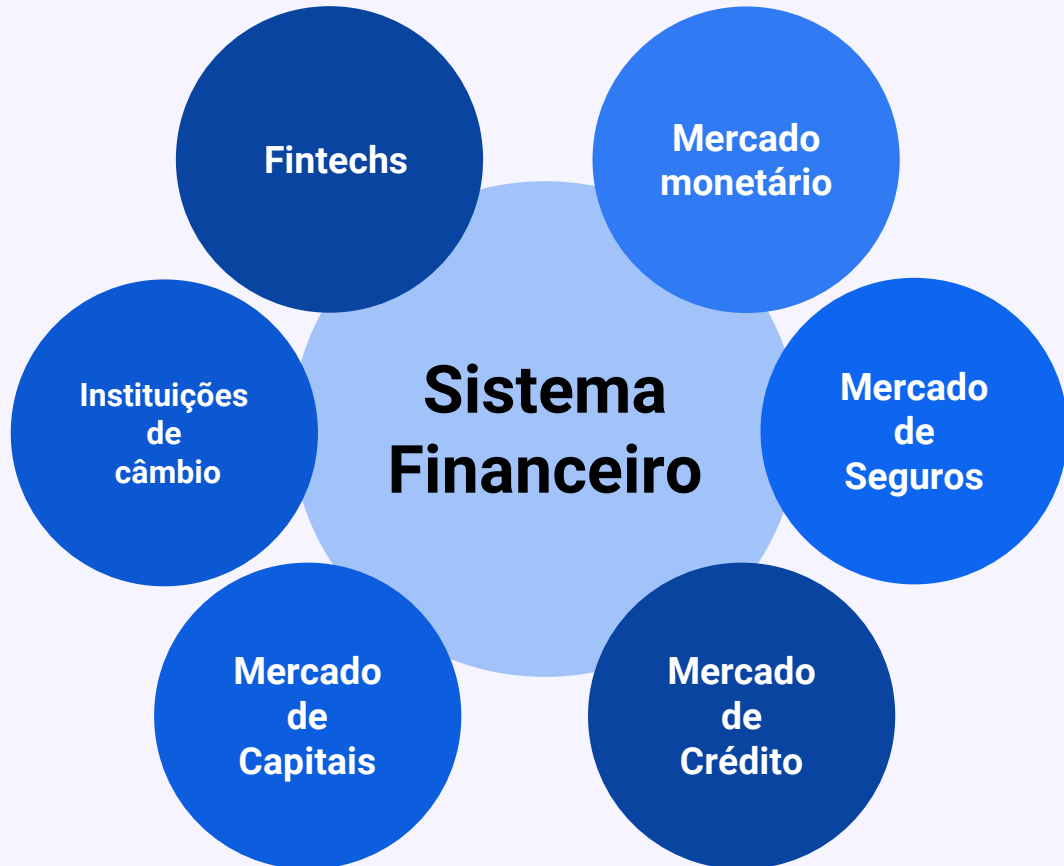 Fintechs
Mercado
monetário
Instituições
de
câmbio
Sistema
Financeiro
Mercado
de
Seguros
Mercado
de
Capitais
Mercado
de
Crédito